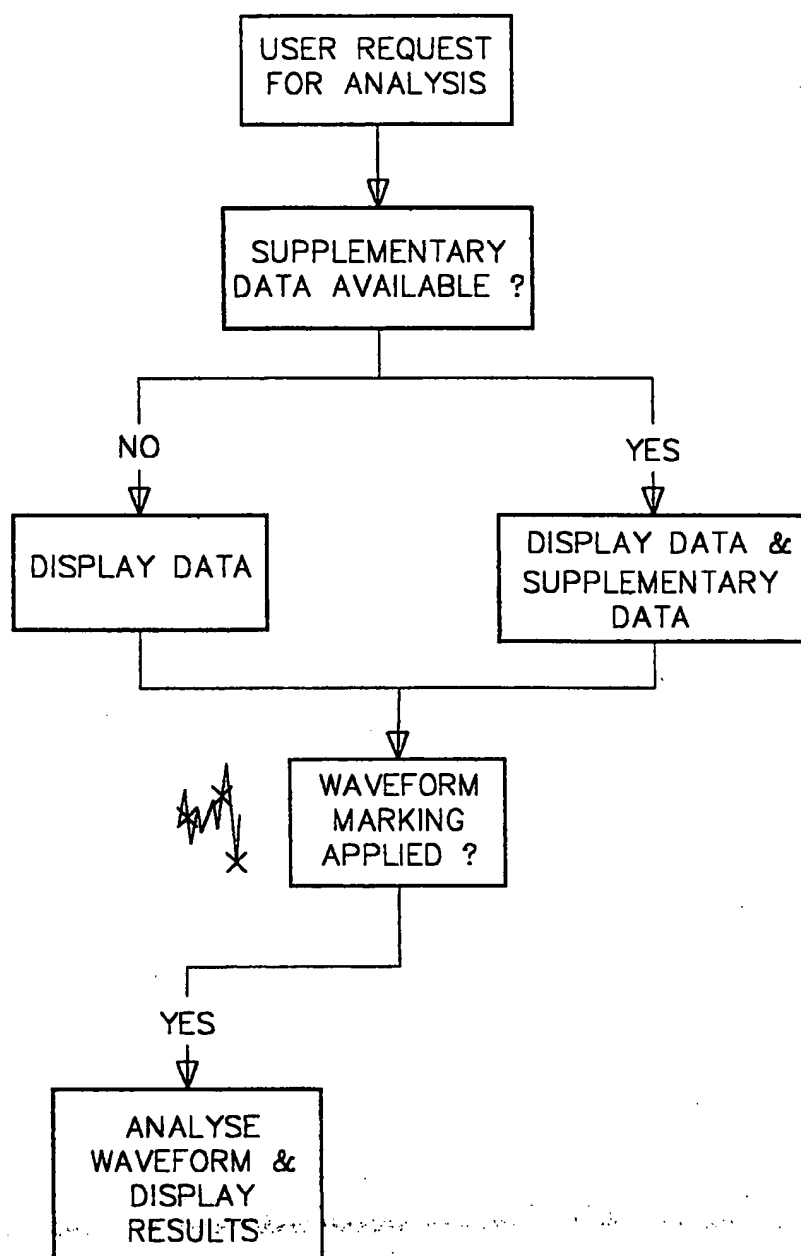 USER REQUEST
FOR ANALYSIS
SUPPLEMENTARY
DATA AVAILABLE ?
NO
YES
DISPLAY DATA
DISPLAY DATA &
SUPPLEMENTARY
DATA
WAVEFORM
MARKING
APPLIED ?
YES
ANALYSE
WAVEFORM &
DISPLAY
RESULTS